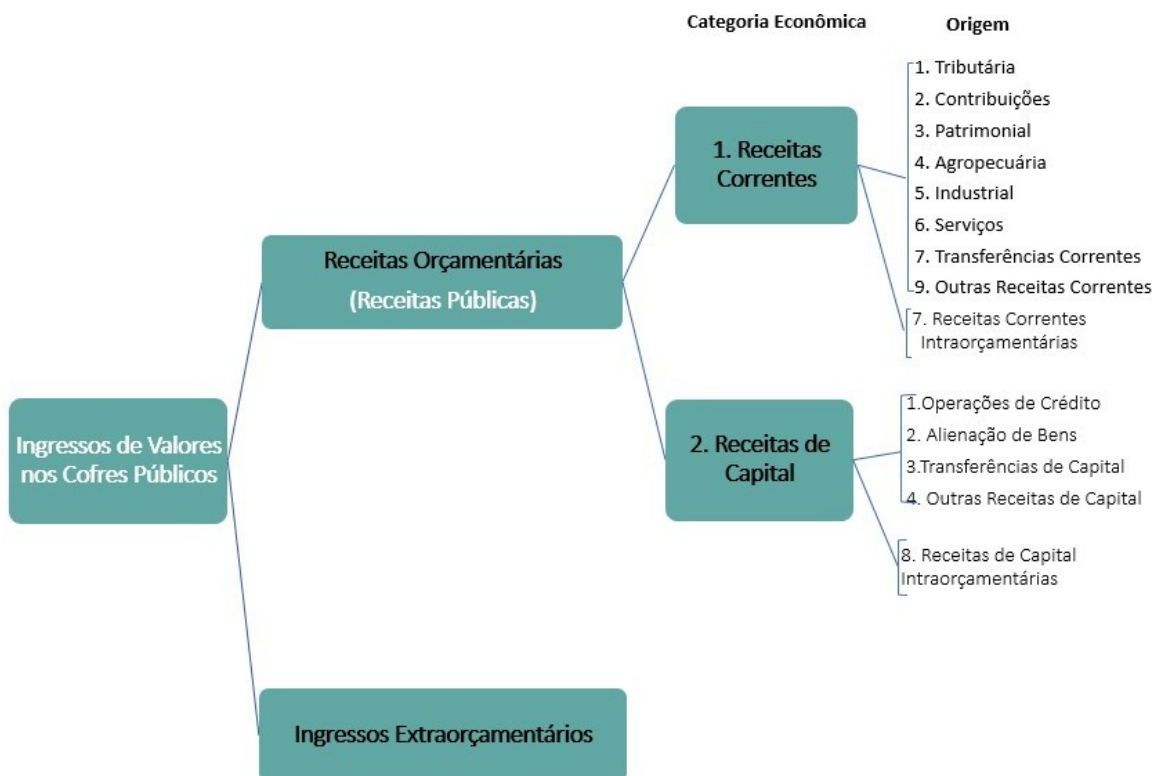 Categoria Econômica
Origem
1. Tributária
2. Contribuições
3. Patrimonial
4. Agropecuária
5. Industrial
6. Serviços
7. Transferências Correntes
9. Outras Receitas Correntes
7. Receitas Correntes
Intraorçamentárias
1. Receitas
Correntes
Receitas Orçamentárias
(Receitas Públicas)
Ingressos de Valores
nos Cofres Públicos
2. Receitas de
Capital
1.Operações de Crédito
2. Alienação de Bens
3.Transferências de Capital
4. Outras Receitas de Capital
8. Receitas de Capital
Intraorçamentárias
Ingressos Extraorçamentários